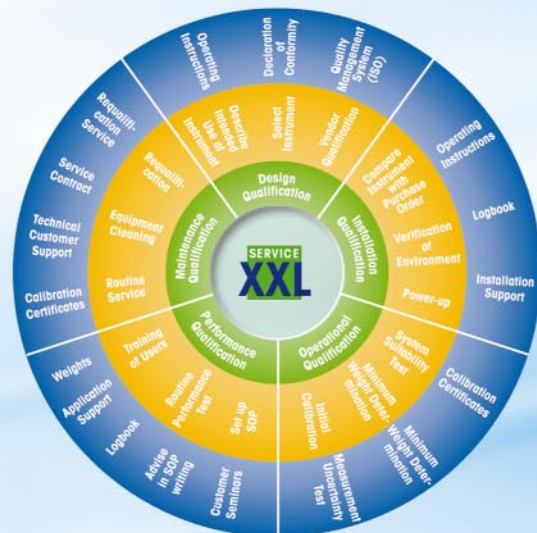 SERVICE
XXL
Design
Qualification
Installation
Qualification
Operational
Qualification
Performance
Qualification
Maintenance
Qualification
Describe
Intended
Use of
Instrument
Select
Instrument
Vendor
Qualification
Compare
Instrument
with
Purchase
Order
Verification
of
Environment
Power-up
System
Suitability
Test
Minimum
Weight Deter-
mination
Initial
Calibration
Set up
SOP
Routine
Performance
Test
Training
of Users
Routine
Service
Equipment
Cleaning
Requalifi-
cation
Operating
Instructions
Declaration
of
Conformity
Quality
Management
System
(ISO)
Operating
Instructions
Logbook
Installation
Support
Calibration
Certificates
Minimum
Weight Deter-
mination
Measurement
Uncertainty
Test
Customer
Seminars
Advise
in SOP
writing
Logbook
Application
Support
Weights
Calibration
Certificates
Technical
Customer
Support
Service
Contract
Requalifi-
cation
Service